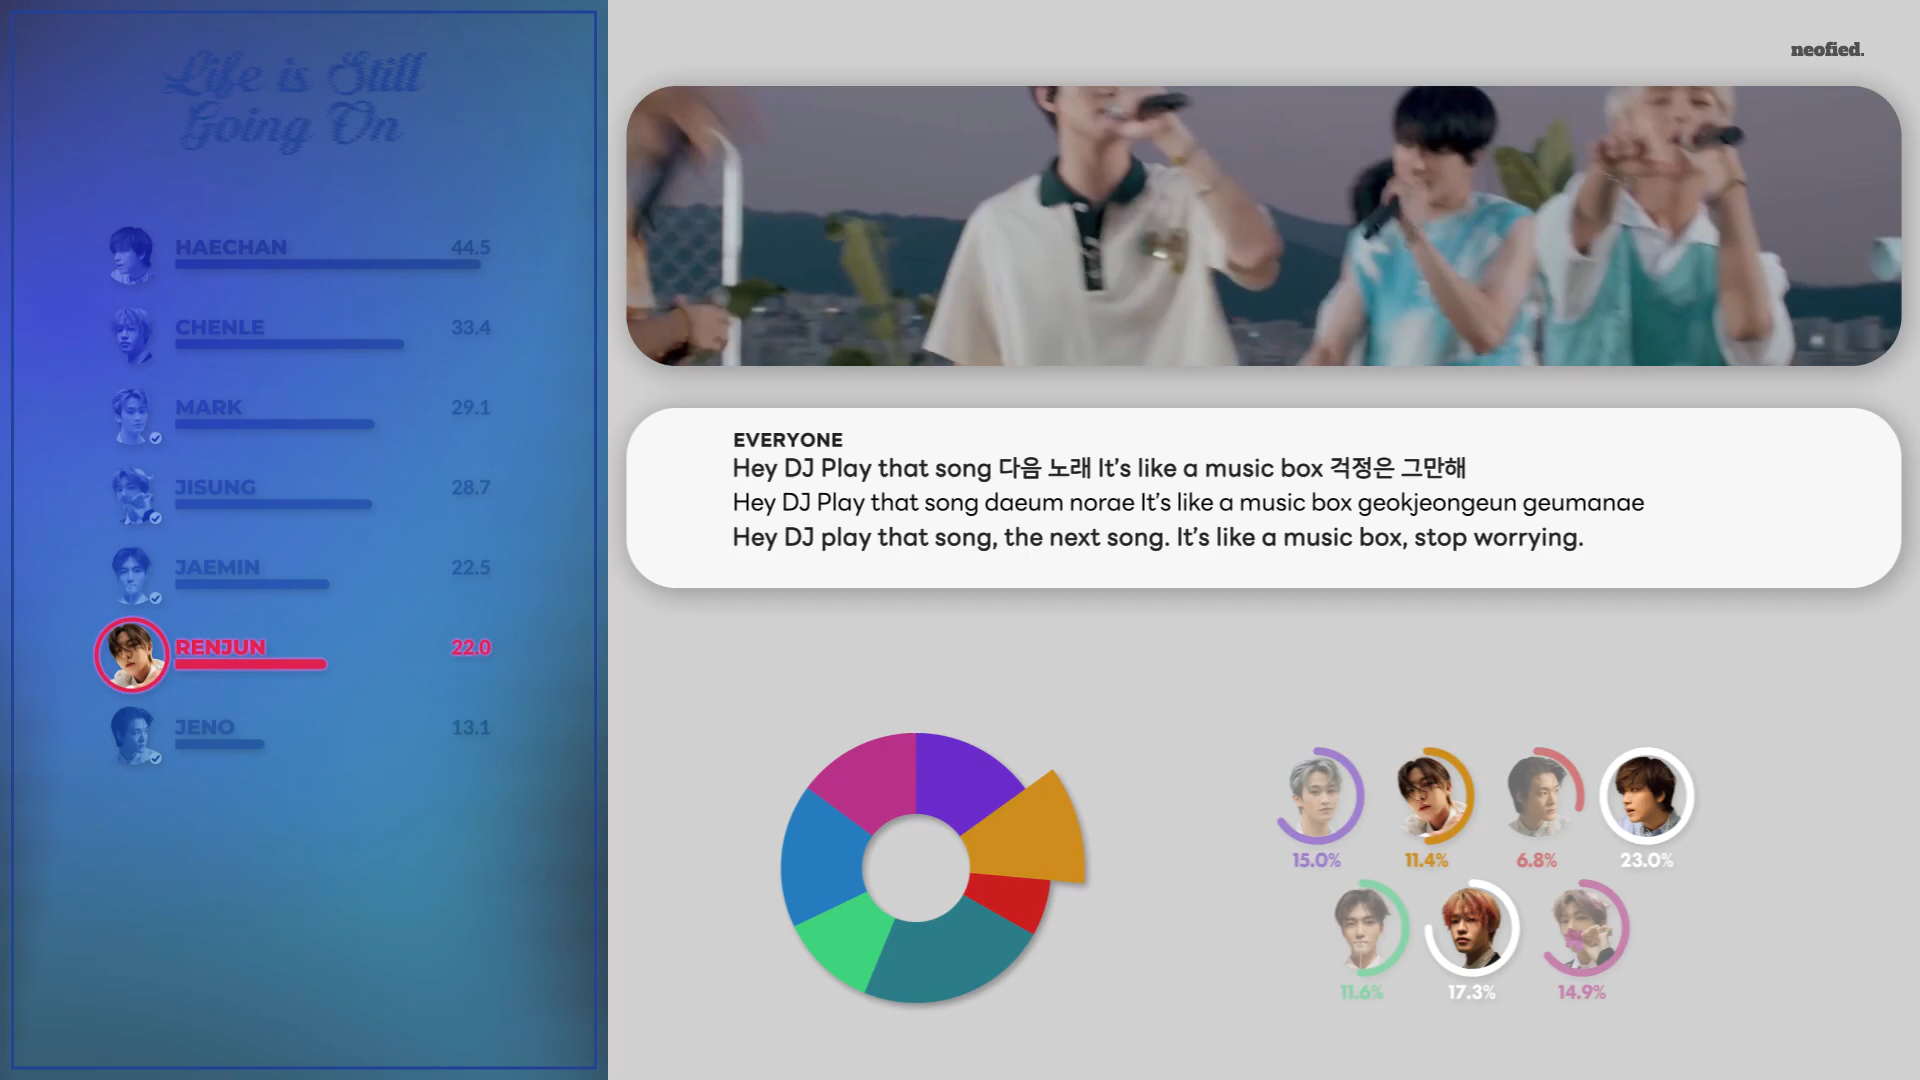 Life is Still
Going On
HAECHAN 44.5
CHENLE 33.4
MARK 29.1
JISUNG 28.7
JAEMIN 22.5
RENJUN 22.0
JENO 13.1
neofied.
EVERYONE
Hey DJ Play that song 다음 노래 It's like a music box 걱정은 그만해
Hey DJ Play that song daeum norae It's like a music box geokjeongeun geumanae
Hey DJ play that song, the next song. It's like a music box, stop worrying.
15.0% 11.4% 6.8% 23.0%
11.6% 17.3% 14.9%